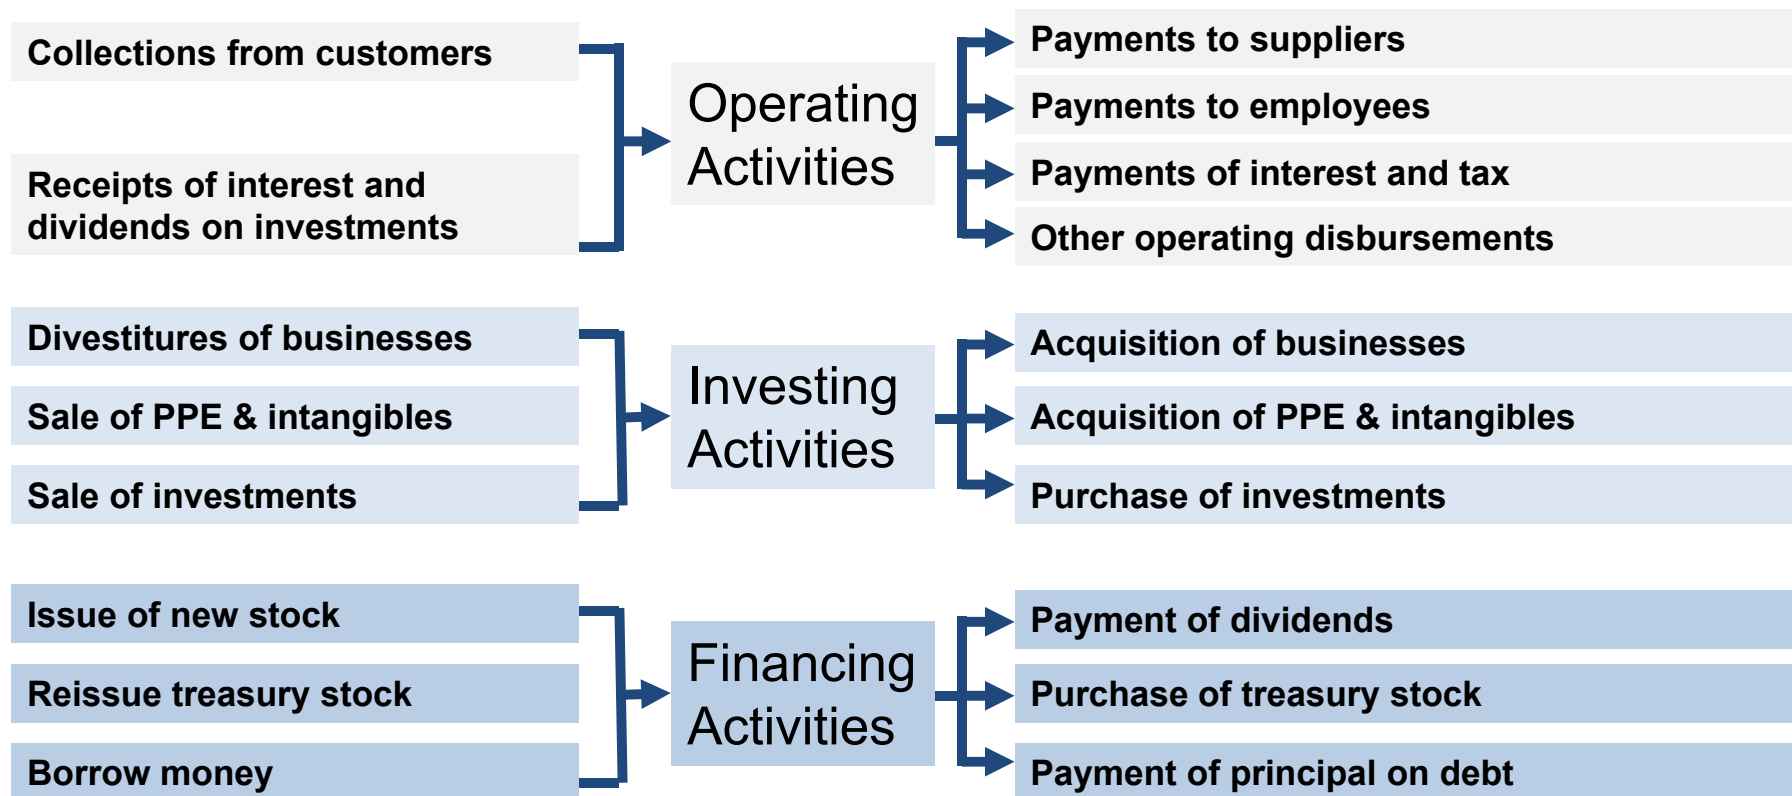 Collections from customers
Receipts of interest and
dividends on investments
Operating
Activities
Payments to suppliers
Payments to employees
Payments of interest and tax
Other operating disbursements
Divestitures of businesses
Sale of PPE & intangibles
Sale of investments
Investing
Activities
Acquisition of businesses
Acquisition of PPE & intangibles
Purchase of investments
Issue of new stock
Reissue treasury stock
Borrow money
Financing
Activities
Payment of dividends
Purchase of treasury stock
Payment of principal on debt